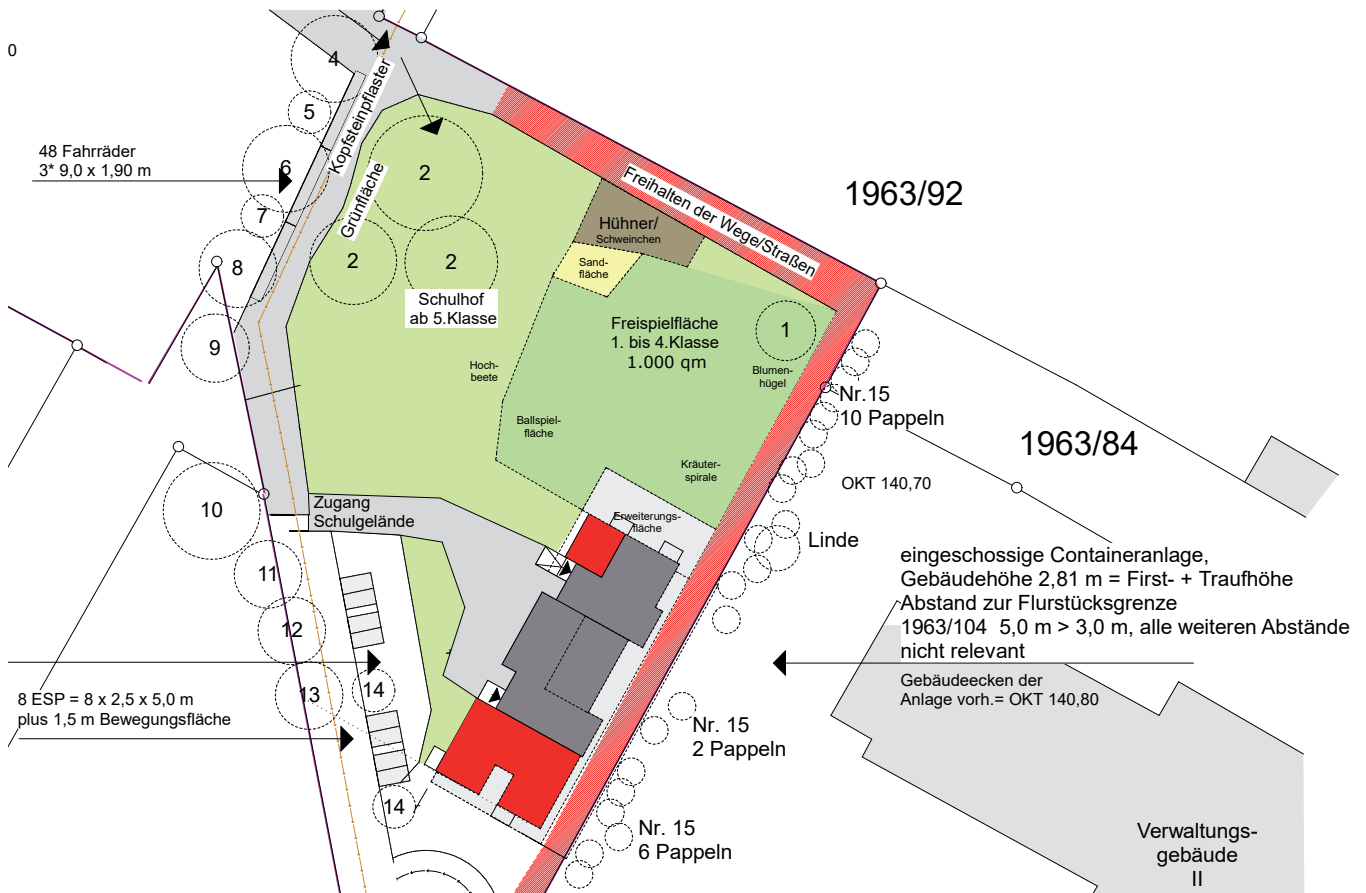 0
4
5
Kopfsteinpflaster
48 Fahrräder
3* 9,0 x 1,90 m
6
2
Grünfläche
7
8
2
2
9
Schulhof
ab 5.Klasse
Hühner/
Schweinchen
Sand-
fläche
Freihalten der Wege/Straßen
1963/92
Freispielfläche
1. bis 4.Klasse
1.000 qm
1
Blumen-
hügel
Hoch-
beete
Ballspiel-
fläche
Kräuter-
spirale
Nr.15
10 Pappeln
1963/84
OKT 140,70
Linde
10
Zugang
Schulgelände
Erweiterungs-
fläche
11
12
13
14
14
eingeschossige Containeranlage,
Gebäudehöhe 2,81 m = First- + Traufhöhe
Abstand zur Flurstücksgrenze
1963/104 5,0 m > 3,0 m, alle weiteren Abstände
nicht relevant
Gebäudeecken der
Anlage vorh.= OKT 140,80
8 ESP = 8 x 2,5 x 5,0 m
plus 1,5 m Bewegungsfläche
Nr. 15
2 Pappeln
Nr. 15
6 Pappeln
Verwaltungs-
gebäude
II